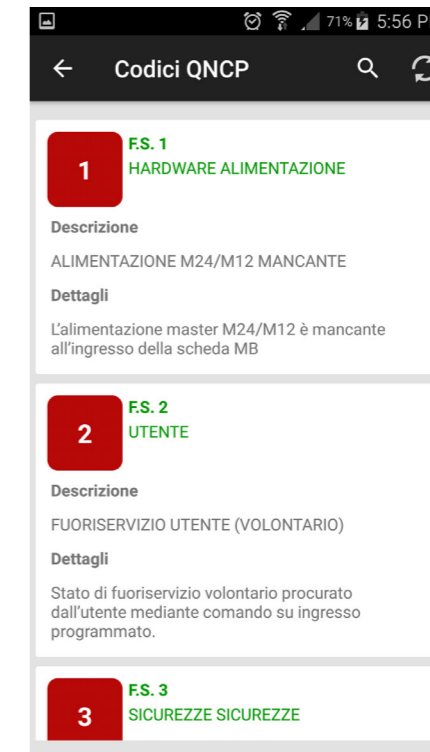 71% 5:56 P
Codici QNCP
1
F.S. 1
HARDWARE ALIMENTAZIONE
Descrizione
ALIMENTAZIONE M24/M12 MANCANTE
Dettagli
L'alimentazione master M24/M12 è mancante
all'ingresso della scheda MB
2
F.S. 2
UTENTE
Descrizione
FUORISERVIZIO UTENTE (VOLONTARIO)
Dettagli
Stato di fuoriservizio volontario procurato
dall'utente mediante comando su ingresso
programmato.
3
F.S. 3
SICUREZZE SICUREZZE